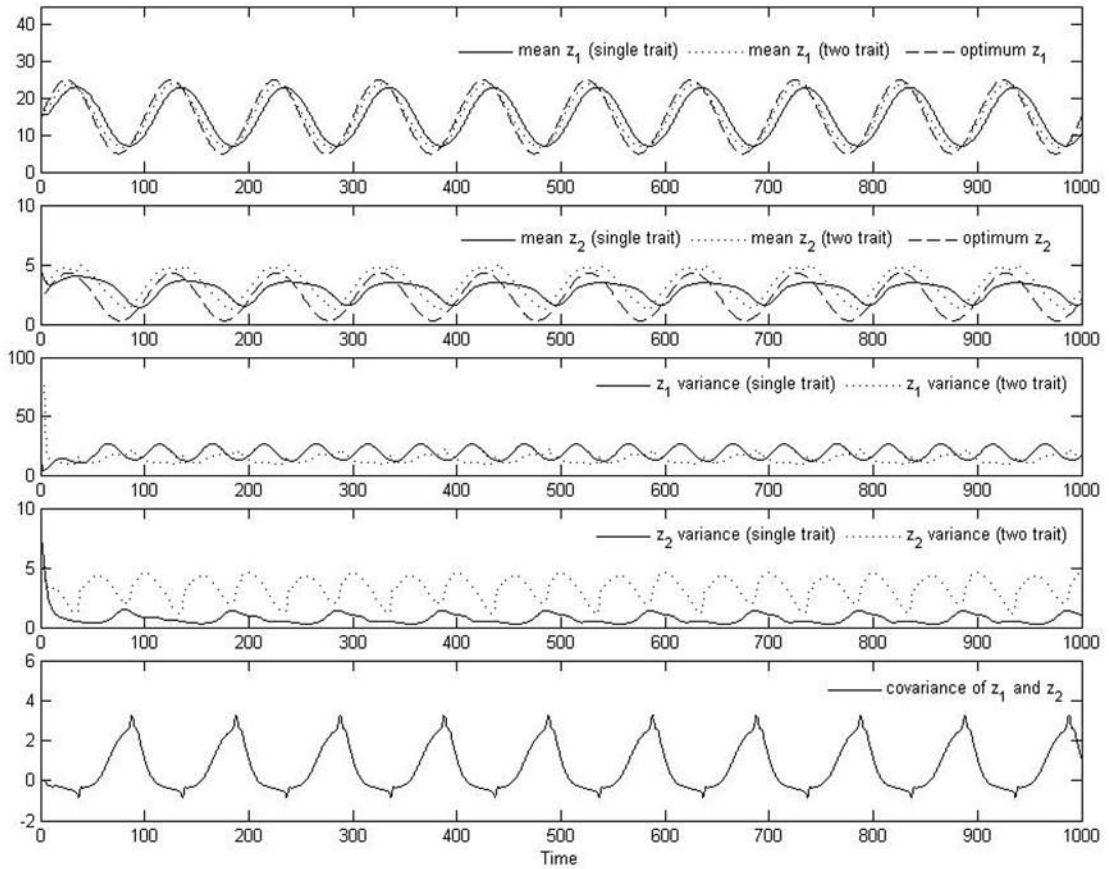 40
30
20
10
0
mean z1 (single trait) mean z1 (two trait) optimum z1
0 100 200 300 400 500 600 700 800 900 1000
10
5
0
mean z2 (single trait) mean z2 (two trait) optimum z2
0 100 200 300 400 500 600 700 800 900 1000
100
50
0
z1 variance (single trait) z1 variance (two trait)
0 100 200 300 400 500 600 700 800 900 1000
10
5
0
z2 variance (single trait) z2 variance (two trait)
0 100 200 300 400 500 600 700 800 900 1000
6
4
2
0
-2
covariance of z1 and z2
0 100 200 300 400 500 600 700 800 900 1000
Time